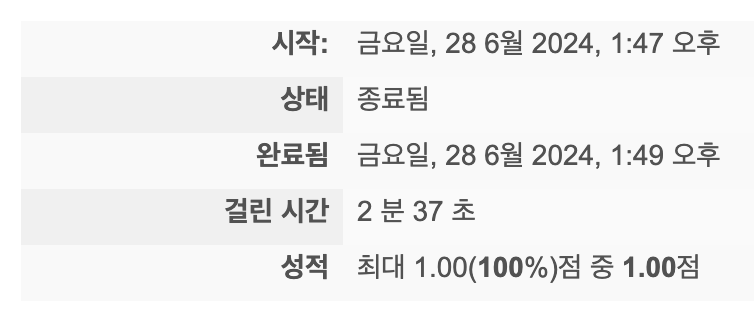 시작: 금요일, 28 6월 2024, 1:47 오후
상태 종료됨
완료됨 금요일, 28 6월 2024, 1:49 오후
걸린 시간 2 분 37 초
성적 최대 1.00(100%)점 중 1.00점